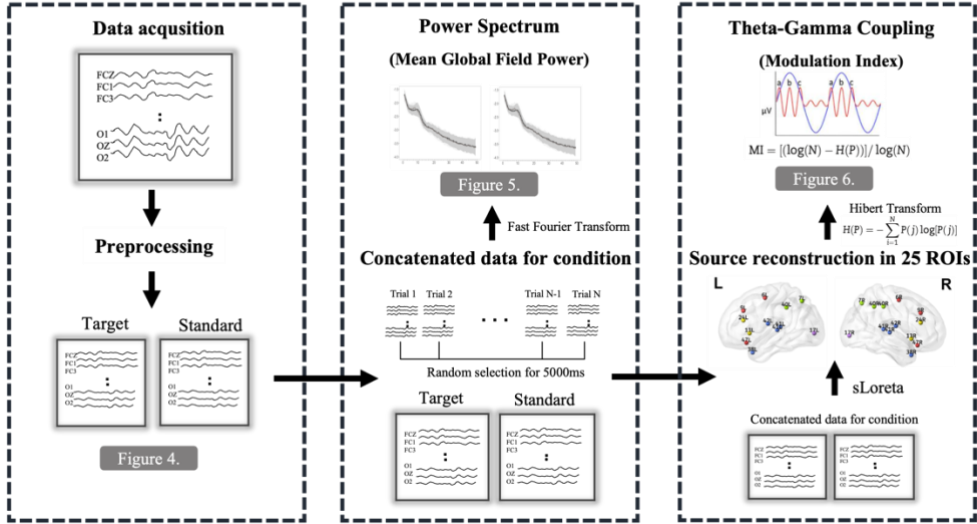 Data acqusition
FCZ
FC1
FC3
O1
OZ
O2
Preprocessing
Target
Standard
FCZ
FC1
FC3
O1
OZ
O2
FCZ
FC1
FC3
O1
OZ
O2
Figure 4.
Power Spectrum
(Mean Global Field Power)
Figure 5.
Fast Fourier Transform
Concatenated data for condition
Trial 1
Trial 2
Trial N-1
Trial N
Random selection for 5000ms
Target
Standard
FCZ
FC1
FC3
O1
OZ
O2
FCZ
FC1
FC3
O1
OZ
O2
Theta-Gamma Coupling
(Modulation Index)
a b c a b c
μV
MI = [(log(N) − H(P))] / log(N)
Figure 6.
Hibert Transform
H(P) = −∑ᵢ₌₁ᴺ P(j) log[P(j)]
Source reconstruction in 25 ROIs
L
R
sLoreta
Concatenated data for condition
FCZ
FC1
FC3
O1
OZ
O2
FCZ
FC1
FC3
O1
OZ
O2